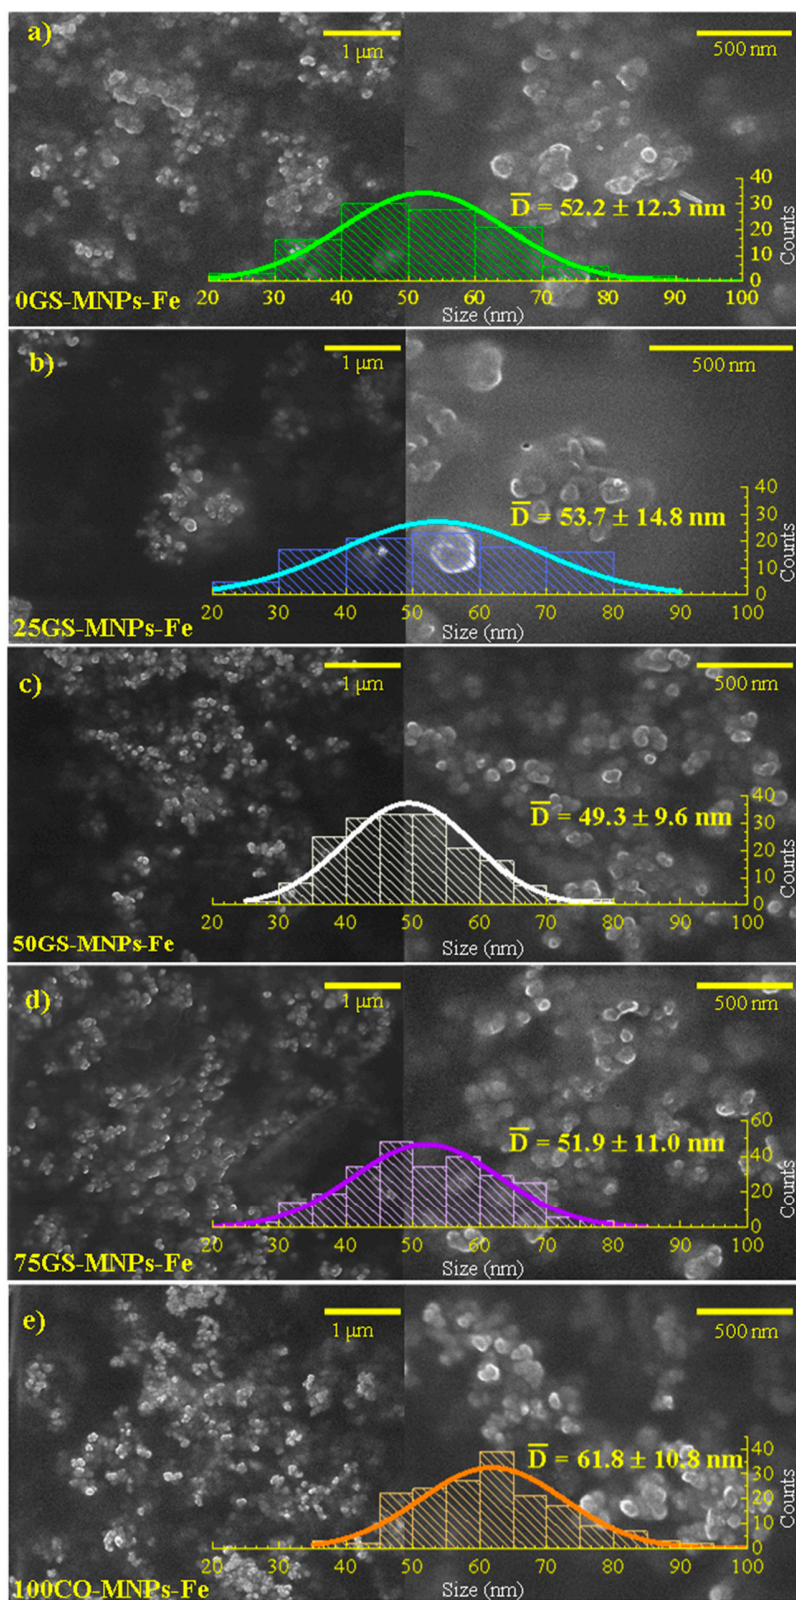 a)
1 µm
500 nm
D̅ = 52.2 ± 12.3 nm
40
30
20
10
0
Counts
20 30 40 50 60 70 80 90 100
Size (nm)
0GS-MNPs-Fe
b)
1 µm
500 nm
D̅ = 53.7 ± 14.8 nm
40
30
20
10
0
Counts
20 30 40 50 60 70 80 90 100
Size (nm)
25GS-MNPs-Fe
c)
1 µm
500 nm
D̅ = 49.3 ± 9.6 nm
40
30
20
10
0
Counts
20 30 40 50 60 70 80 90 100
Size (nm)
50GS-MNPs-Fe
d)
1 µm
500 nm
D̅ = 51.9 ± 11.0 nm
60
40
20
0
Counts
20 30 40 50 60 70 80 90 100
Size (nm)
75GS-MNPs-Fe
e)
1 µm
500 nm
D̅ = 61.8 ± 10.8 nm
40
30
20
10
0
Counts
20 30 40 50 60 70 80 90 100
Size (nm)
100CO-MNPs-Fe